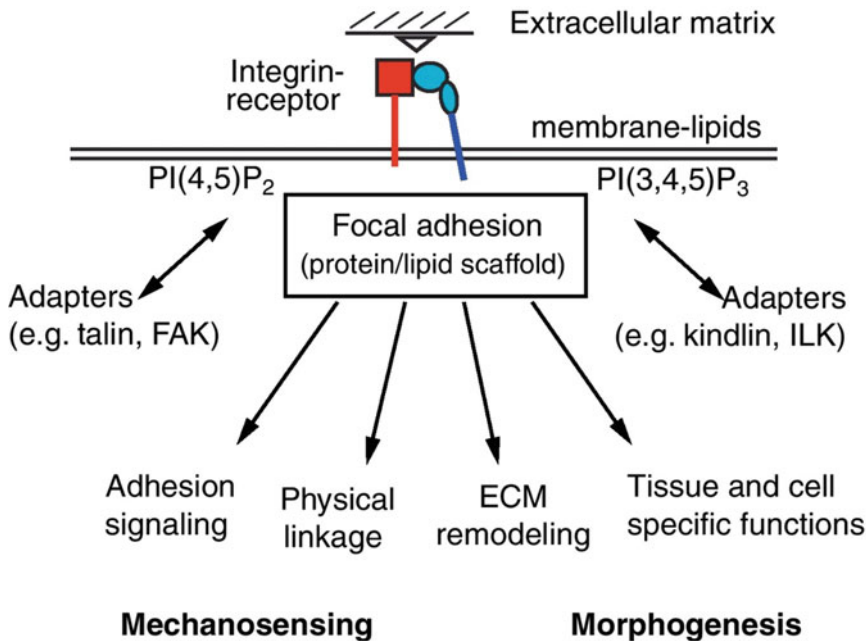 Extracellular matrix
Integrin-
receptor
membrane-lipids
PI(4,5)P₂
PI(3,4,5)P₃
Focal adhesion
(protein/lipid scaffold)
Adapters
(e.g. talin, FAK)
Adapters
(e.g. kindlin, ILK)
Adhesion
signaling
Physical
linkage
ECM
remodeling
Tissue and cell
specific functions
Mechanosensing
Morphogenesis